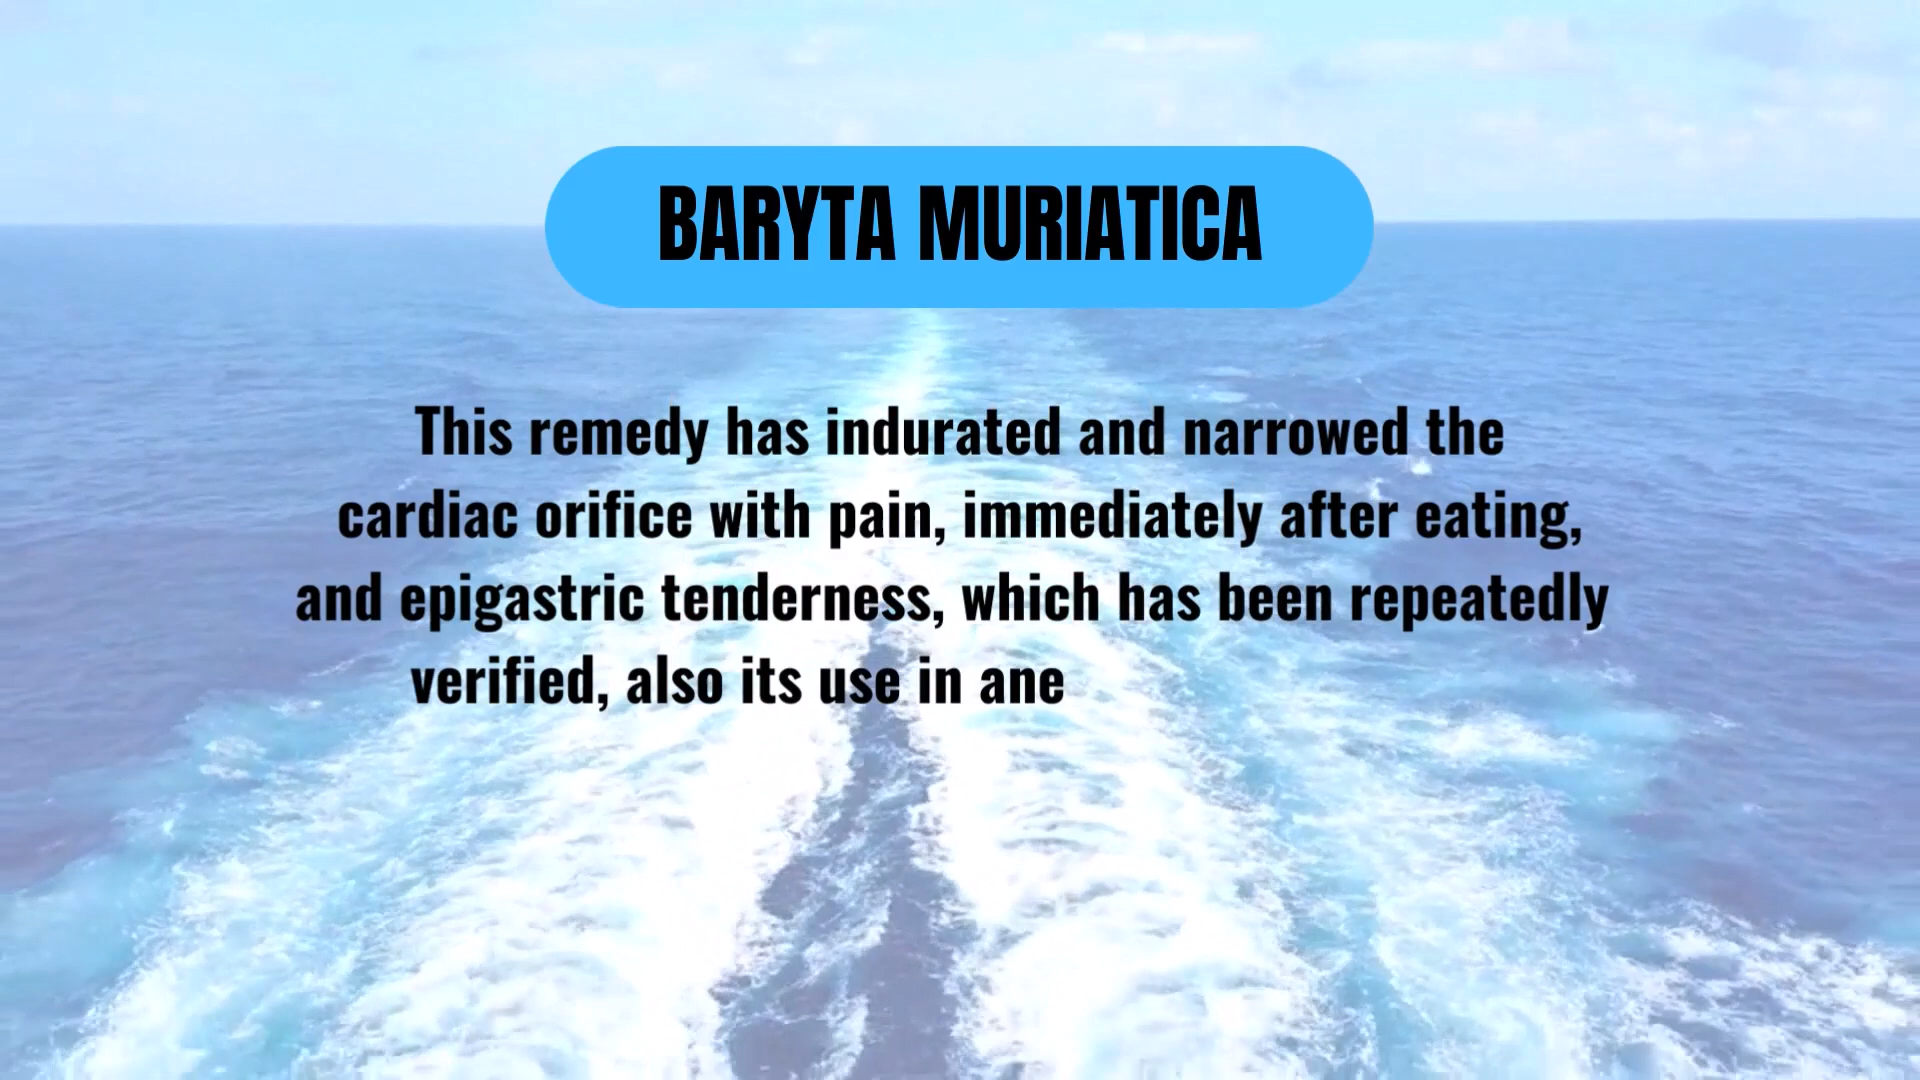 BARYTA MURIATICA
This remedy has indurated and narrowed the
cardiac orifice with pain, immediately after eating,
and epigastric tenderness, which has been repeatedly
verified, also its use in ane